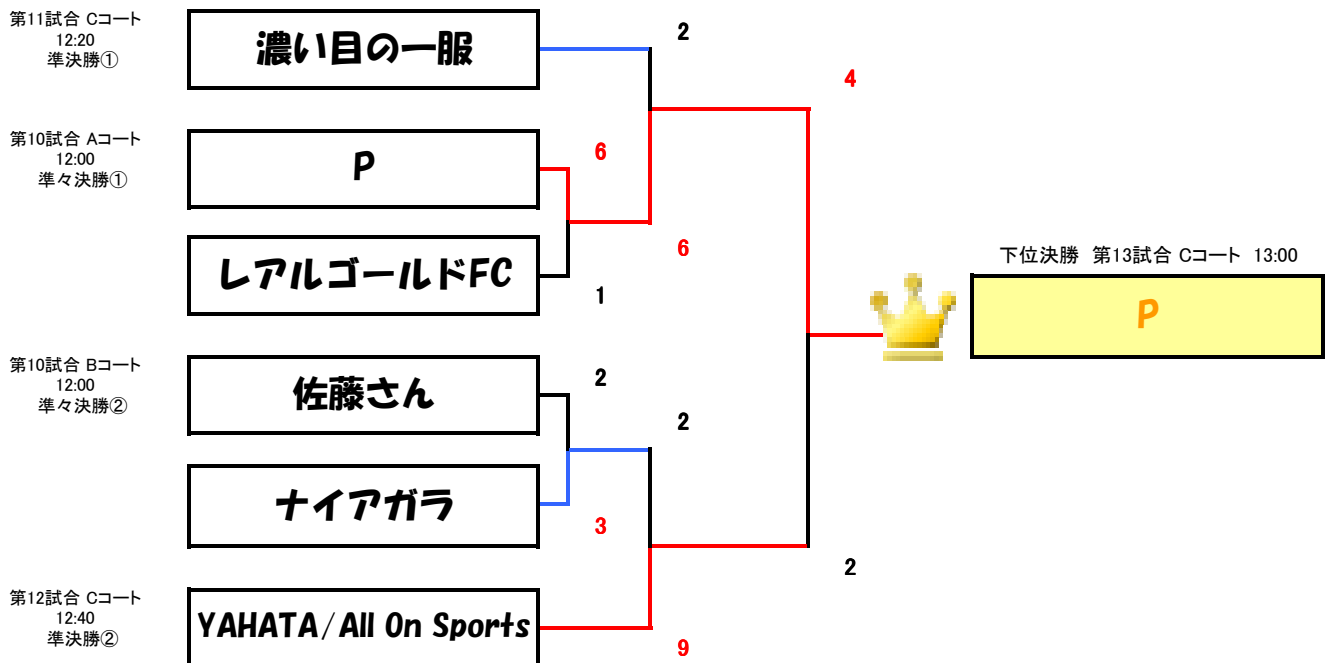 第11試合 Cコート
12:20
準決勝①
濃い目の一服
2
4
第10試合 Aコート
12:00
準々決勝①
P
6
レアルゴールドFC
6
1
下位決勝 第13試合 Cコート 13:00
P
第10試合 Bコート
12:00
準々決勝②
佐藤さん
2
2
ナイアガラ
3
2
第12試合 Cコート
12:40
準決勝②
YAHATA/All On Sports
9